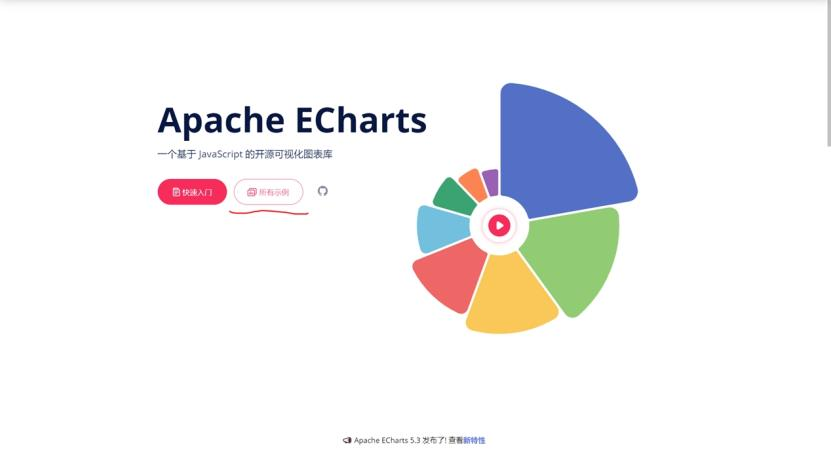 Apache ECharts
一个基于 JavaScript 的开源可视化图表库
快速入门 所有示例
Apache ECharts 5.3 发布了! 查看新特性